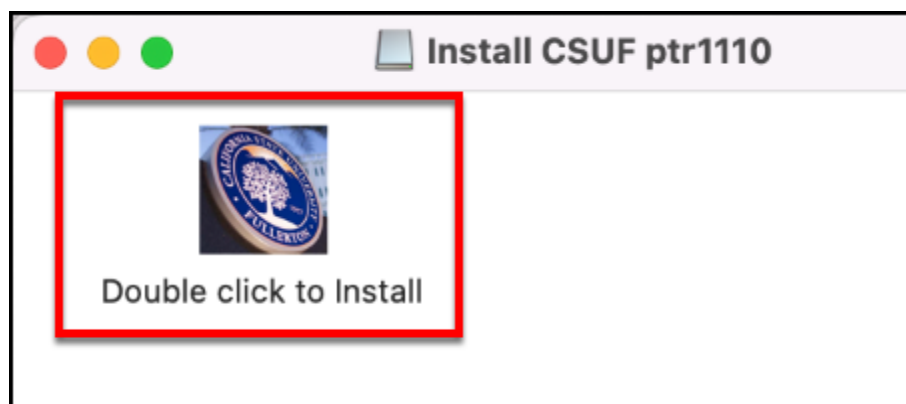 Install CSUF ptr1110
CALIFORNIA STATE UNIVERSITY
FULLERTON
Double click to Install